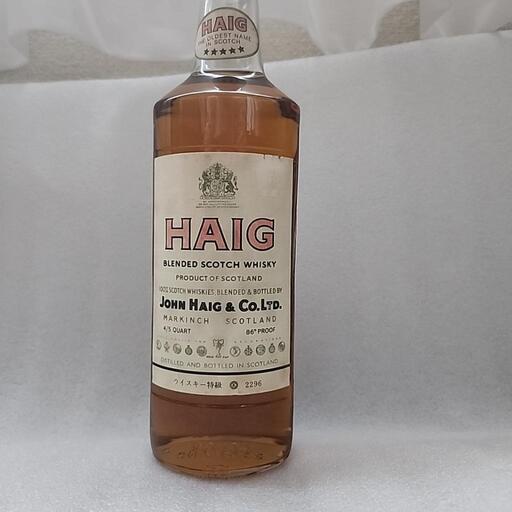 HAIG
THE OLDEST NAME
IN SCOTCH
★★★★★
HAIG
BLENDED SCOTCH WHISKY
PRODUCT OF SCOTLAND
100% SCOTCH WHISKIES, BLENDED & BOTTLED BY
JOHN HAIG & CO. LTD.
MARKINCH SCOTLAND
4/5 QUART 86° PROOF
DISTILLED AND BOTTLED IN SCOTLAND
ウイスキー特級 2296